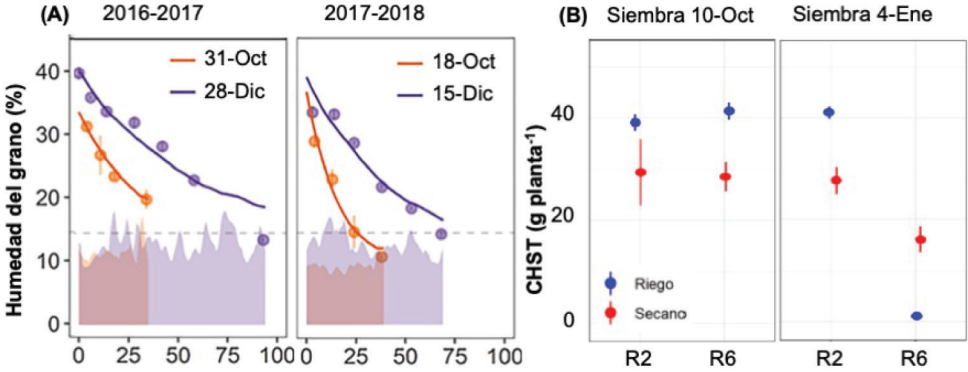 (A)
2016-2017
2017-2018
Humedad del grano (%)
40
30
20
10
0
31-Oct
28-Dic
18-Oct
15-Dic
0
25
50
75
100
0
25
50
75
100
(B)
Siembra 10-Oct
Siembra 4-Ene
CHST (g planta⁻¹)
40
20
0
Riego
Secano
R2
R6
R2
R6